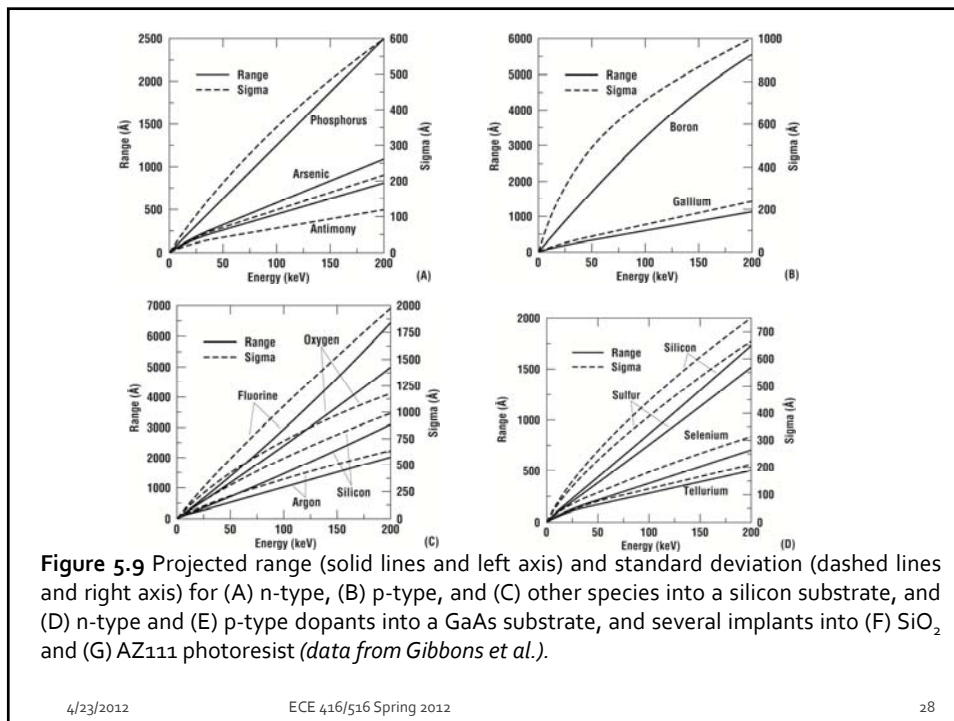 2500
2000
1500
1000
500
0
Range (Å)
600
500
400
300
200
100
0
Sigma (Å)
Range
Sigma
Phosphorus
Arsenic
Antimony
0 50 100 150 200
Energy (keV)
(A)
6000
5000
4000
3000
2000
1000
0
Range (Å)
1000
800
600
400
200
0
Sigma (Å)
Range
Sigma
Boron
Gallium
0 50 100 150 200
Energy (keV)
(B)
7000
6000
5000
4000
3000
2000
1000
0
Range (Å)
2000
1750
1500
1250
1000
750
500
250
0
Sigma (Å)
Range
Sigma
Oxygen
Fluorine
Argon
Silicon
0 50 100 150 200
Energy (keV)
(C)
2000
1500
1000
500
0
Range (Å)
700
600
500
400
300
200
100
0
Sigma (Å)
Range
Sigma
Silicon
Sulfur
Selenium
Tellurium
0 50 100 150 200
Energy (keV)
(D)
Figure 5.9 Projected range (solid lines and left axis) and standard deviation (dashed lines
and right axis) for (A) n-type, (B) p-type, and (C) other species into a silicon substrate, and
(D) n-type and (E) p-type dopants into a GaAs substrate, and several implants into (F) SiO₂
and (G) AZ111 photoresist (data from Gibbons et al.).
4/23/2012 ECE 416/516 Spring 2012 28